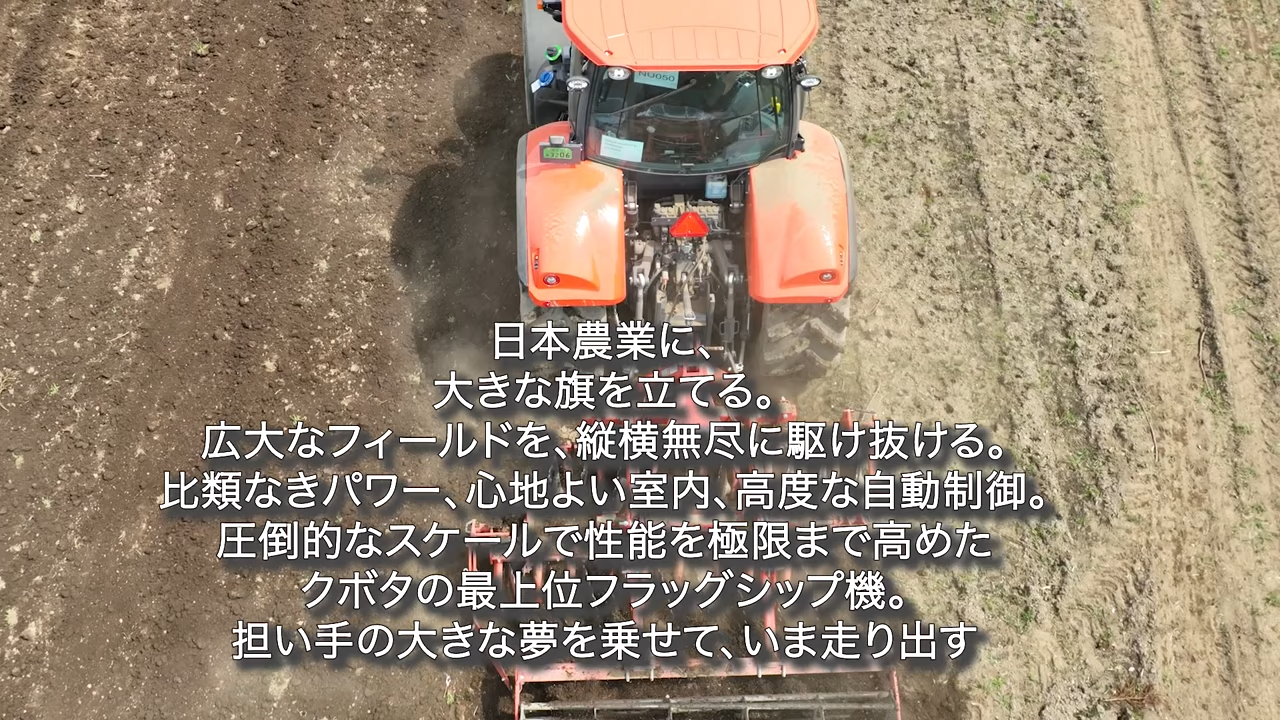 NU050
日本農業に、
大きな旗を立てる。
広大なフィールドを、縦横無尽に駆け抜ける。
比類なきパワー、心地よい室内、高度な自動制御。
圧倒的なスケールで性能を極限まで高めた
クボタの最上位フラッグシップ機。
担い手の大きな夢を乗せて、いま走り出す